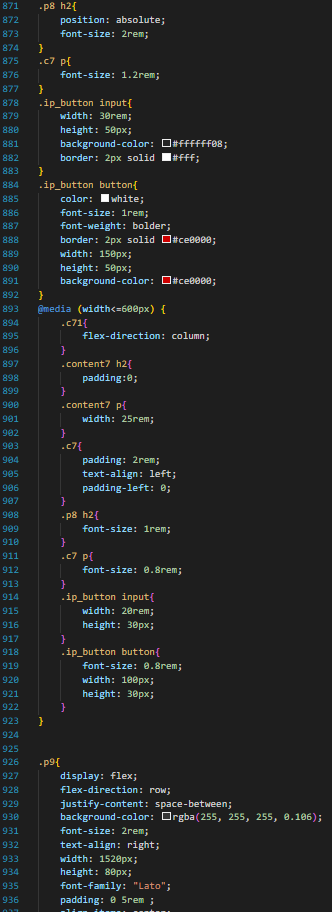 871 .p8 h2{
872 position: absolute;
873 font-size: 2rem;
874 }
875 .c7 p{
876 font-size: 1.2rem;
877 }
878 .ip_button input{
879 width: 30rem;
880 height: 50px;
881 background-color: #ffffff08;
882 border: 2px solid #fff;
883 }
884 .ip_button button{
885 color: white;
886 font-size: 1rem;
887 font-weight: bolder;
888 border: 2px solid #ce0000;
889 width: 150px;
890 height: 50px;
891 background-color: #ce0000;
892 }
893 @media (width<=600px) {
894 .c71{
895 flex-direction: column;
896 }
897 .content7 h2{
898 padding:0;
899 }
900 .content7 p{
901 width: 25rem;
902 }
903 .c7{
904 padding: 2rem;
905 text-align: left;
906 padding-left: 0;
907 }
908 .p8 h2{
909 font-size: 1rem;
910 }
911 .c7 p{
912 font-size: 0.8rem;
913 }
914 .ip_button input{
915 width: 20rem;
916 height: 30px;
917 }
918 .ip_button button{
919 font-size: 0.8rem;
920 width: 100px;
921 height: 30px;
922 }
923 }
924
925
926 .p9{
927 display: flex;
928 flex-direction: row;
929 justify-content: space-between;
930 background-color: rgba(255, 255, 255, 0.106);
931 font-size: 2rem;
932 text-align: right;
933 width: 1520px;
934 height: 80px;
935 font-family: "Lato";
936 padding: 0 5rem ;